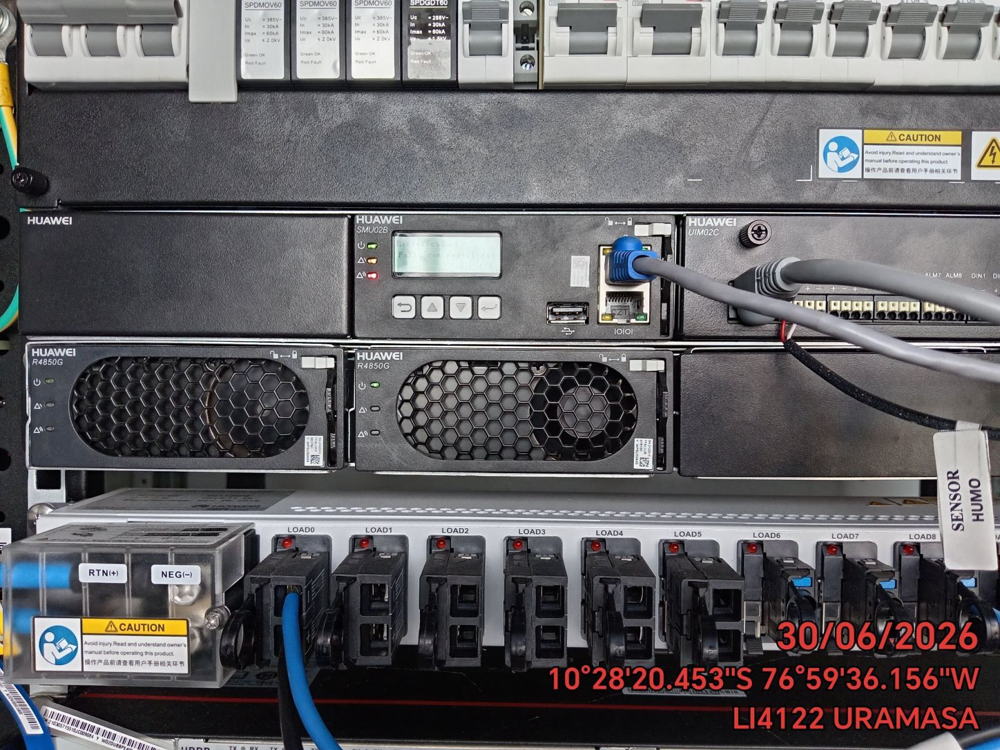 SPDMOV60
Uc = 385V~
In = 30kA
Imax = 60kA
Up ≤ 2.0kV
Green:OK
Red:Fault
SPDMOV60
Uc = 385V~
In = 30kA
Imax = 60kA
Up ≤ 2.0kV
Green:OK
Red:Fault
SPDMOV60
Uc = 385V~
In = 30kA
Imax = 60kA
Up ≤ 2.0kV
Green:OK
Red:Fault
SPDGDT60
Uc = 255V~
In = 30kA
Imax = 60kA
Up ≤ 1.5kV
Green:OK
Red:Fault
CAUTION
Avoid injury.Read and understand owner's
manual before operating this product.
操作产品前请查看用户手册相关环节
HUAWEI
HUAWEI
SMU02B
HUAWEI
UIM02C
ALM7 ALM8 DIN1
HUAWEI
R4850G
HUAWEI
R4850G
SENSOR
HUMO
LOAD0 LOAD1 LOAD2 LOAD3 LOAD4 LOAD5 LOAD6 LOAD7 LOAD8
RTN(+) NEG(−)
CAUTION
Avoid injury.Read and understand owner's
manual before operating this product.
操作产品前请查看用户手册相关环节
30/06/2026
10°28'20.453"S 76°59'36.156"W
LI4122 URAMASA